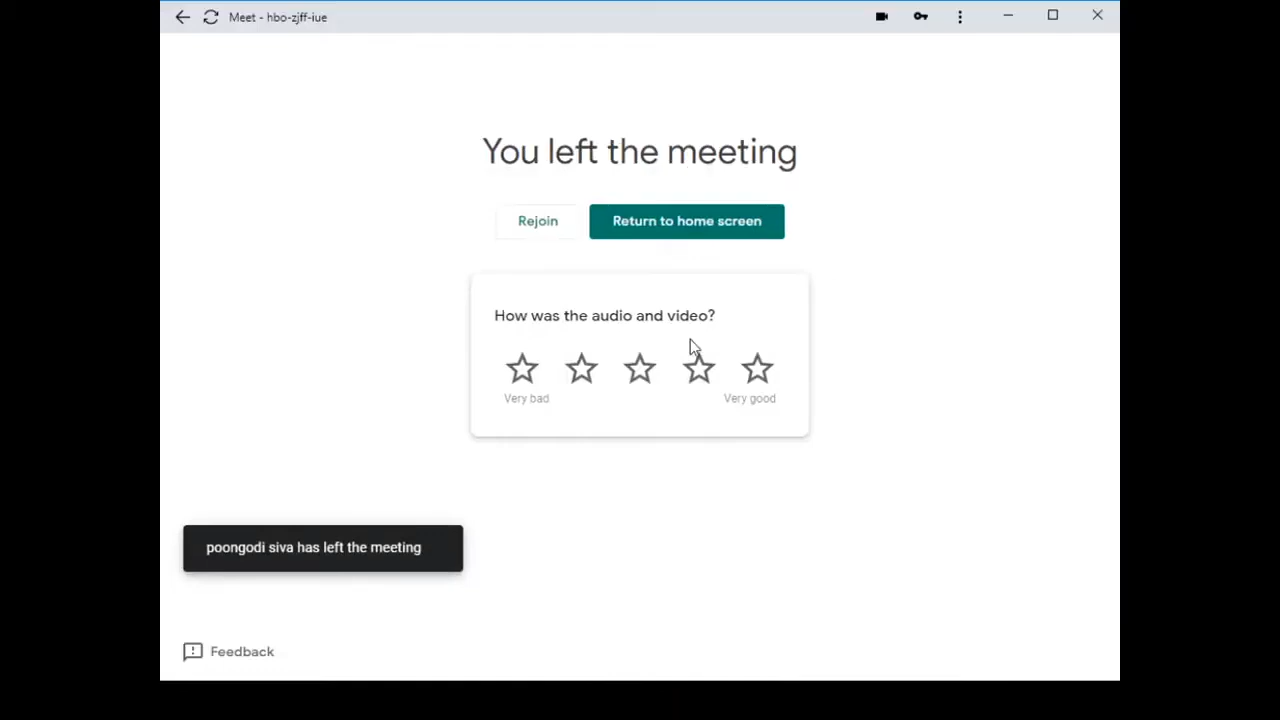 Meet - hbo-zjff-iue
You left the meeting
Rejoin
Return to home screen
How was the audio and video?
Very bad
Very good
poongodi siva has left the meeting
Feedback